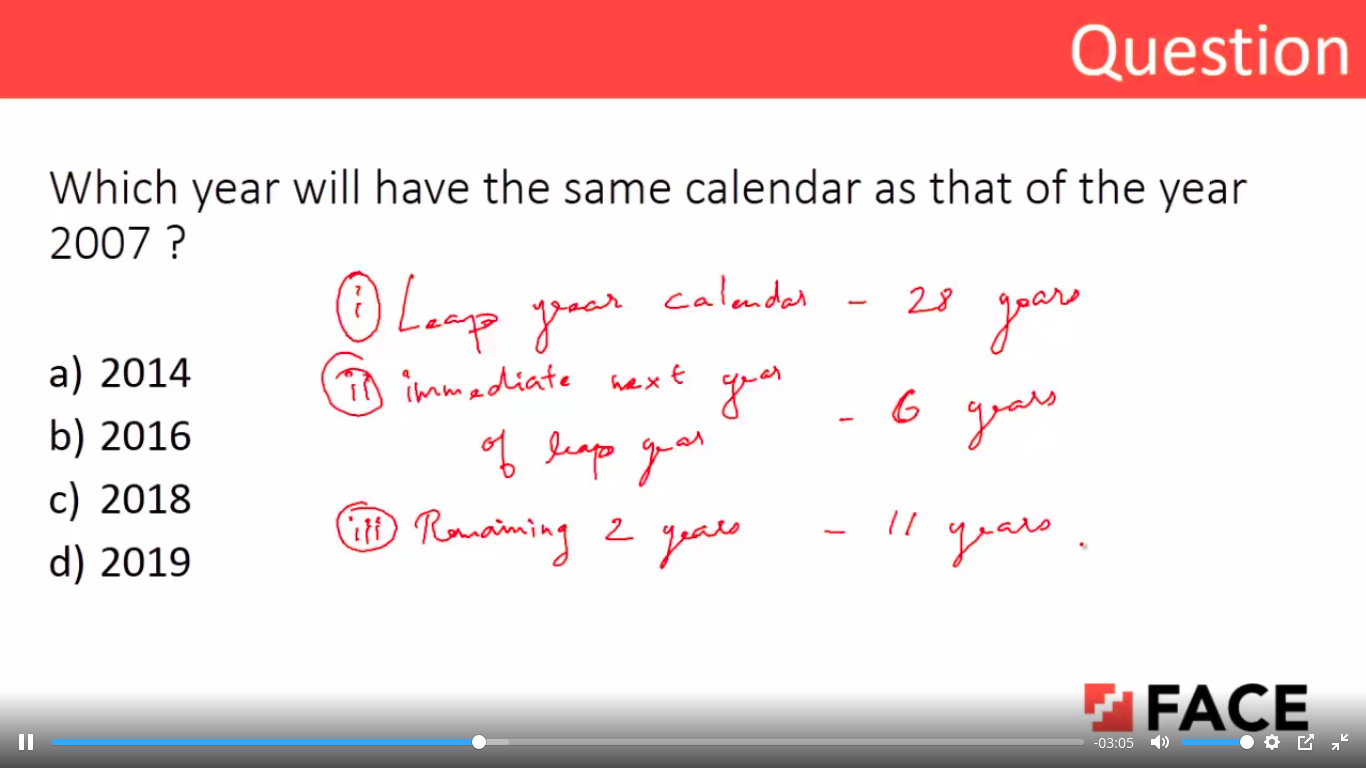 Question
Which year will have the same calendar as that of the year
2007 ?
i Leap year calendar - 28 years
ii immediate next year
of leap year - 6 years
iii Remaining 2 years - 11 years
a) 2014
b) 2016
c) 2018
d) 2019
FACE
-03:05